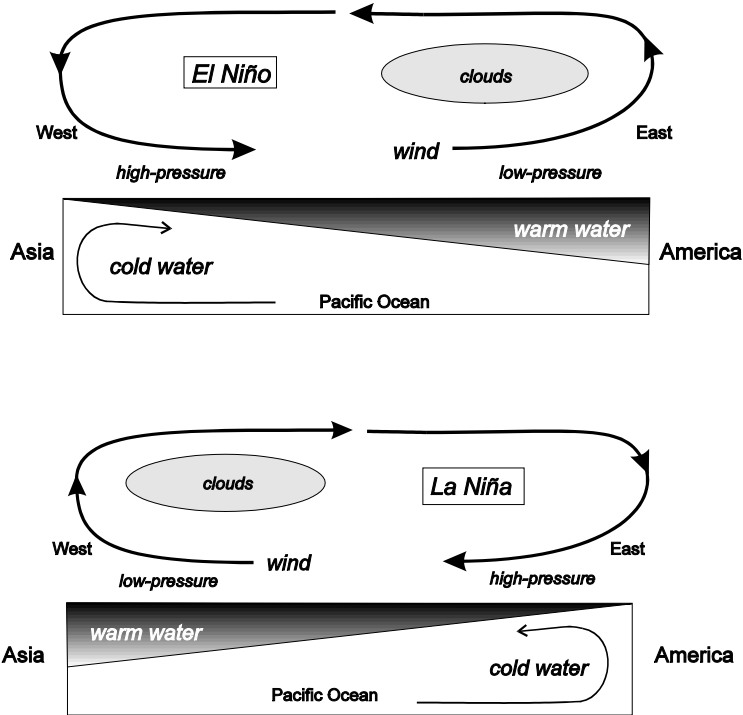 El Niño
clouds
West
wind
East
high-pressure
low-pressure
warm water
Asia
America
cold water
Pacific Ocean
clouds
La Niña
West
wind
East
low-pressure
high-pressure
warm water
Asia
America
cold water
Pacific Ocean